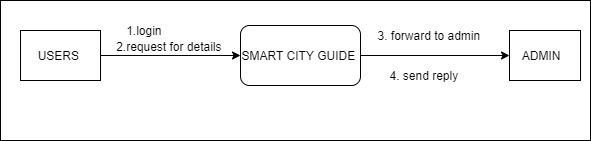 1.login
2.request for details
USERS
SMART CITY GUIDE
3. forward to admin
4. send reply
ADMIN